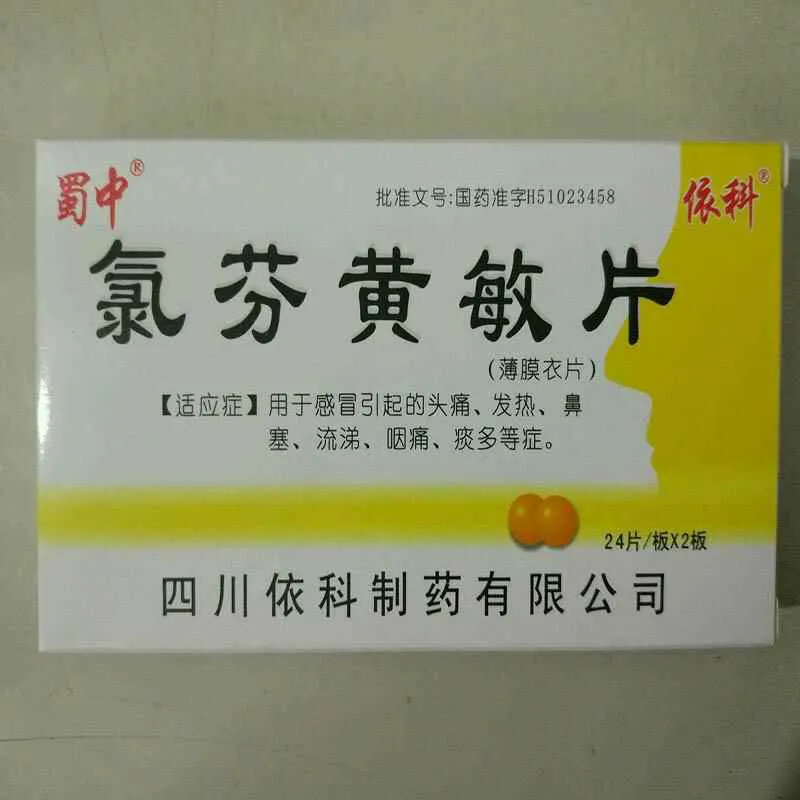 蜀中®
批准文号:国药准字H51023458
依科®
氯芬黄敏片
(薄膜衣片)
【适应症】用于感冒引起的头痛、发热、鼻
塞、流涕、咽痛、痰多等症。
24片/板X2板
四川依科制药有限公司